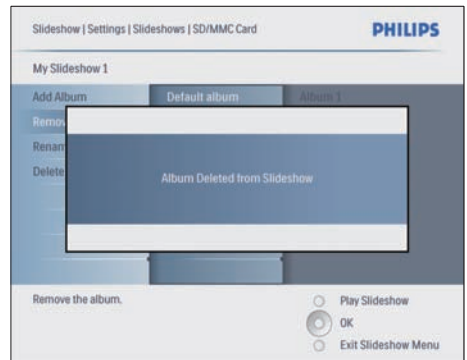 Slideshow | Settings | Slideshows | SD/MMC Card
PHILIPS
My Slideshow 1
Add Album Default album Album 1
Remov
Renam
Delete
Album Deleted from Slideshow
Remove the album.
Play Slideshow
OK
Exit Slideshow Menu